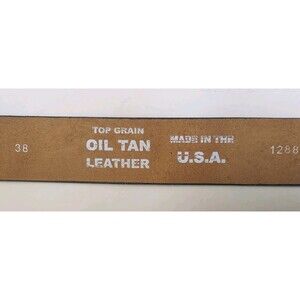 38
TOP GRAIN
OIL TAN
LEATHER
MADE IN THE
U.S.A.
1288